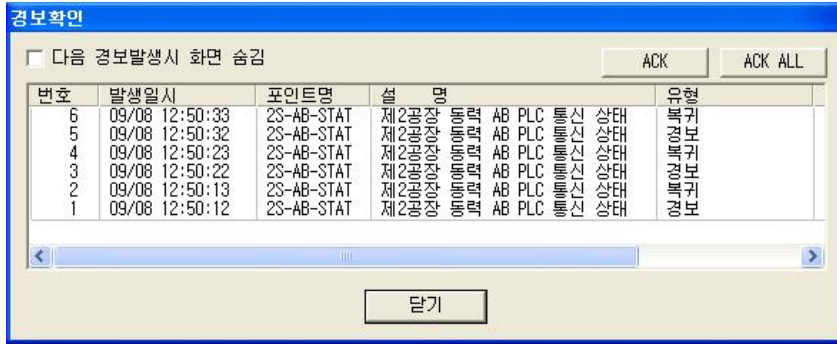 경보확인
다음 경보발생시 화면 숨김 ACK ACK ALL
번호 발생일시 포인트명 설 명 유형
6 09/08 12:50:33 2S-AB-STAT 제2공장 동력 AB PLC 통신 상태 복귀
5 09/08 12:50:32 2S-AB-STAT 제2공장 동력 AB PLC 통신 상태 경보
4 09/08 12:50:23 2S-AB-STAT 제2공장 동력 AB PLC 통신 상태 복귀
3 09/08 12:50:22 2S-AB-STAT 제2공장 동력 AB PLC 통신 상태 경보
2 09/08 12:50:13 2S-AB-STAT 제2공장 동력 AB PLC 통신 상태 복귀
1 09/08 12:50:12 2S-AB-STAT 제2공장 동력 AB PLC 통신 상태 경보
닫기